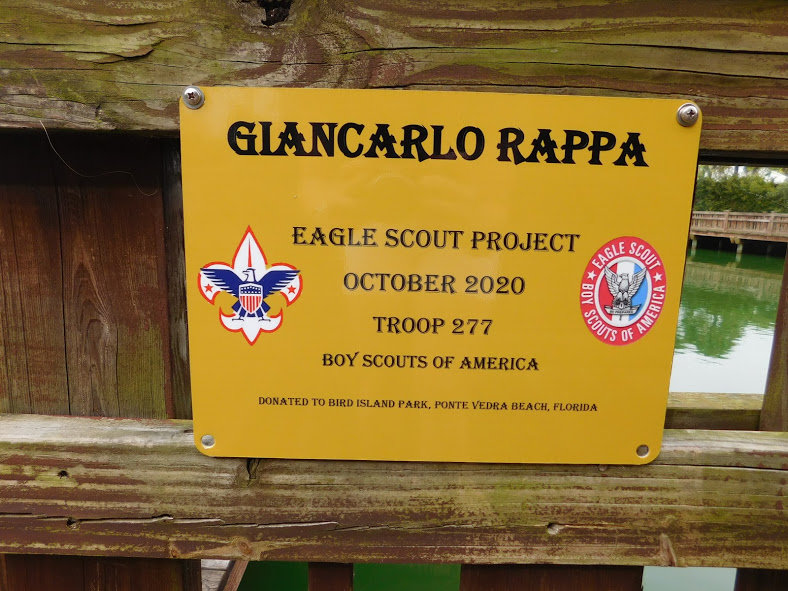 GIANCARLO RAPPA
EAGLE SCOUT PROJECT
OCTOBER 2020
TROOP 277
BOY SCOUTS OF AMERICA
DONATED TO BIRD ISLAND PARK, PONTE VEDRA BEACH, FLORIDA
EAGLE SCOUT
BOY SCOUTS OF AMERICA